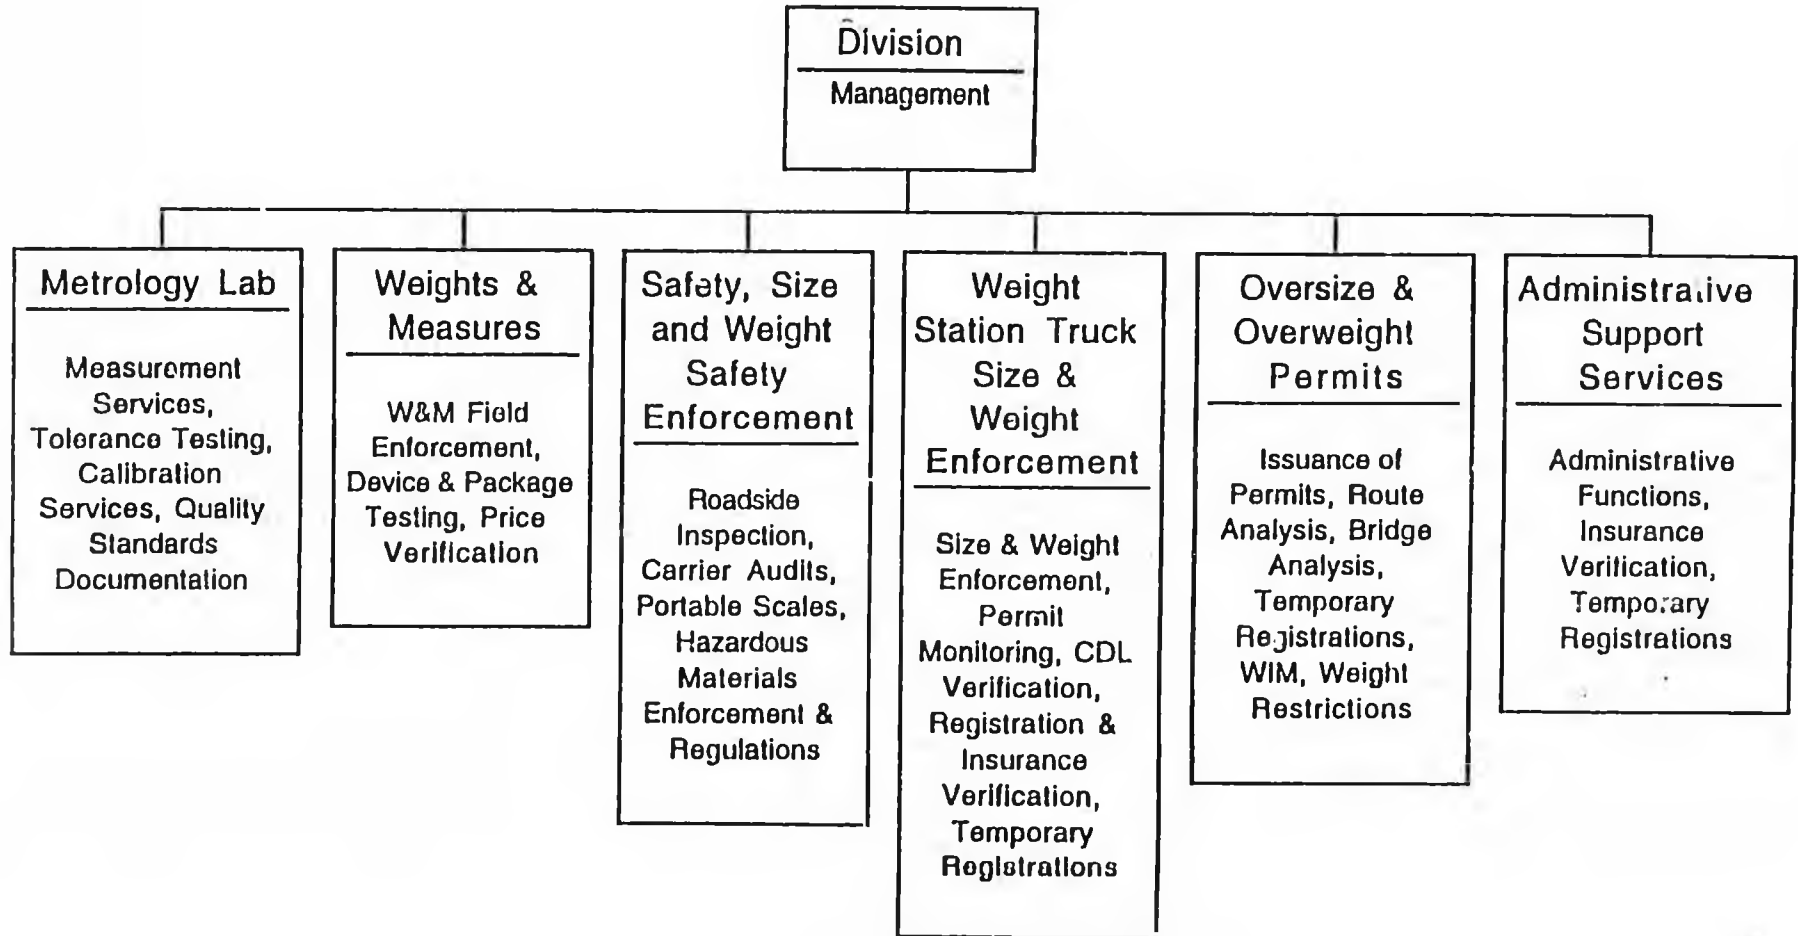 Division
Management
Metrology Lab
Measurement
Services,
Tolerance Testing,
Calibration
Services, Quality
Standards
Documentation
Weights &
Measures
W&M Field
Enforcement,
Device & Package
Testing, Price
Verification
Safety, Size
and Weight
Safety
Enforcement
Roadside
Inspection,
Carrier Audits,
Portable Scales,
Hazardous
Materials
Enforcement &
Regulations
Weight
Station Truck
Size &
Weight
Enforcement
Size & Weight
Enforcement,
Permit
Monitoring, CDL
Verification,
Registration &
Insurance
Verification,
Temporary
Registrations
Oversize &
Overweight
Permits
Issuance of
Permits, Route
Analysis, Bridge
Analysis,
Temporary
Registrations,
WIM, Weight
Restrictions
Administrative
Support
Services
Administrative
Functions,
Insurance
Verification,
Temporary
Registrations